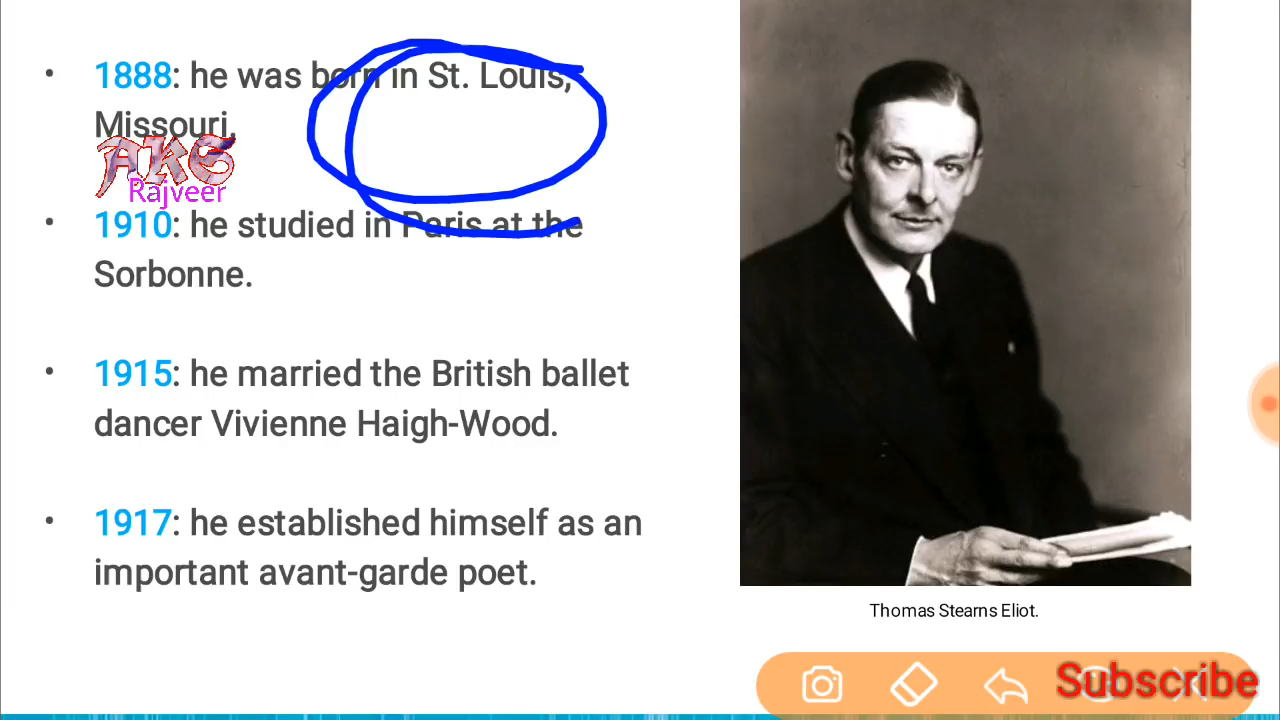 1888: he was born in St. Louis,
Missouri.
AKS
Rajveer
1910: he studied in Paris at the
Sorbonne.
1915: he married the British ballet
dancer Vivienne Haigh-Wood.
1917: he established himself as an
important avant-garde poet.
Thomas Stearns Eliot.
Subscribe